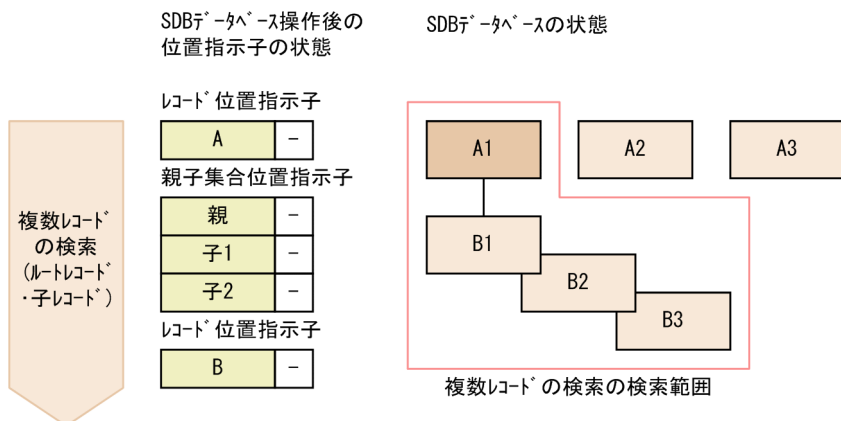 SDBﾃﾞｰﾀﾍﾞｰｽ操作後の
位置指示子の状態
SDBﾃﾞｰﾀﾍﾞｰｽの状態
複数ﾚｺｰﾄﾞ
の検索
(ﾙｰﾄﾚｺｰﾄﾞ
・子ﾚｺｰﾄﾞ)
ﾚｺｰﾄﾞ位置指示子
A －
親子集合位置指示子
親 －
子1 －
子2 －
ﾚｺｰﾄﾞ位置指示子
B －
A1
A2
A3
B1
B2
B3
複数ﾚｺｰﾄﾞの検索の検索範囲